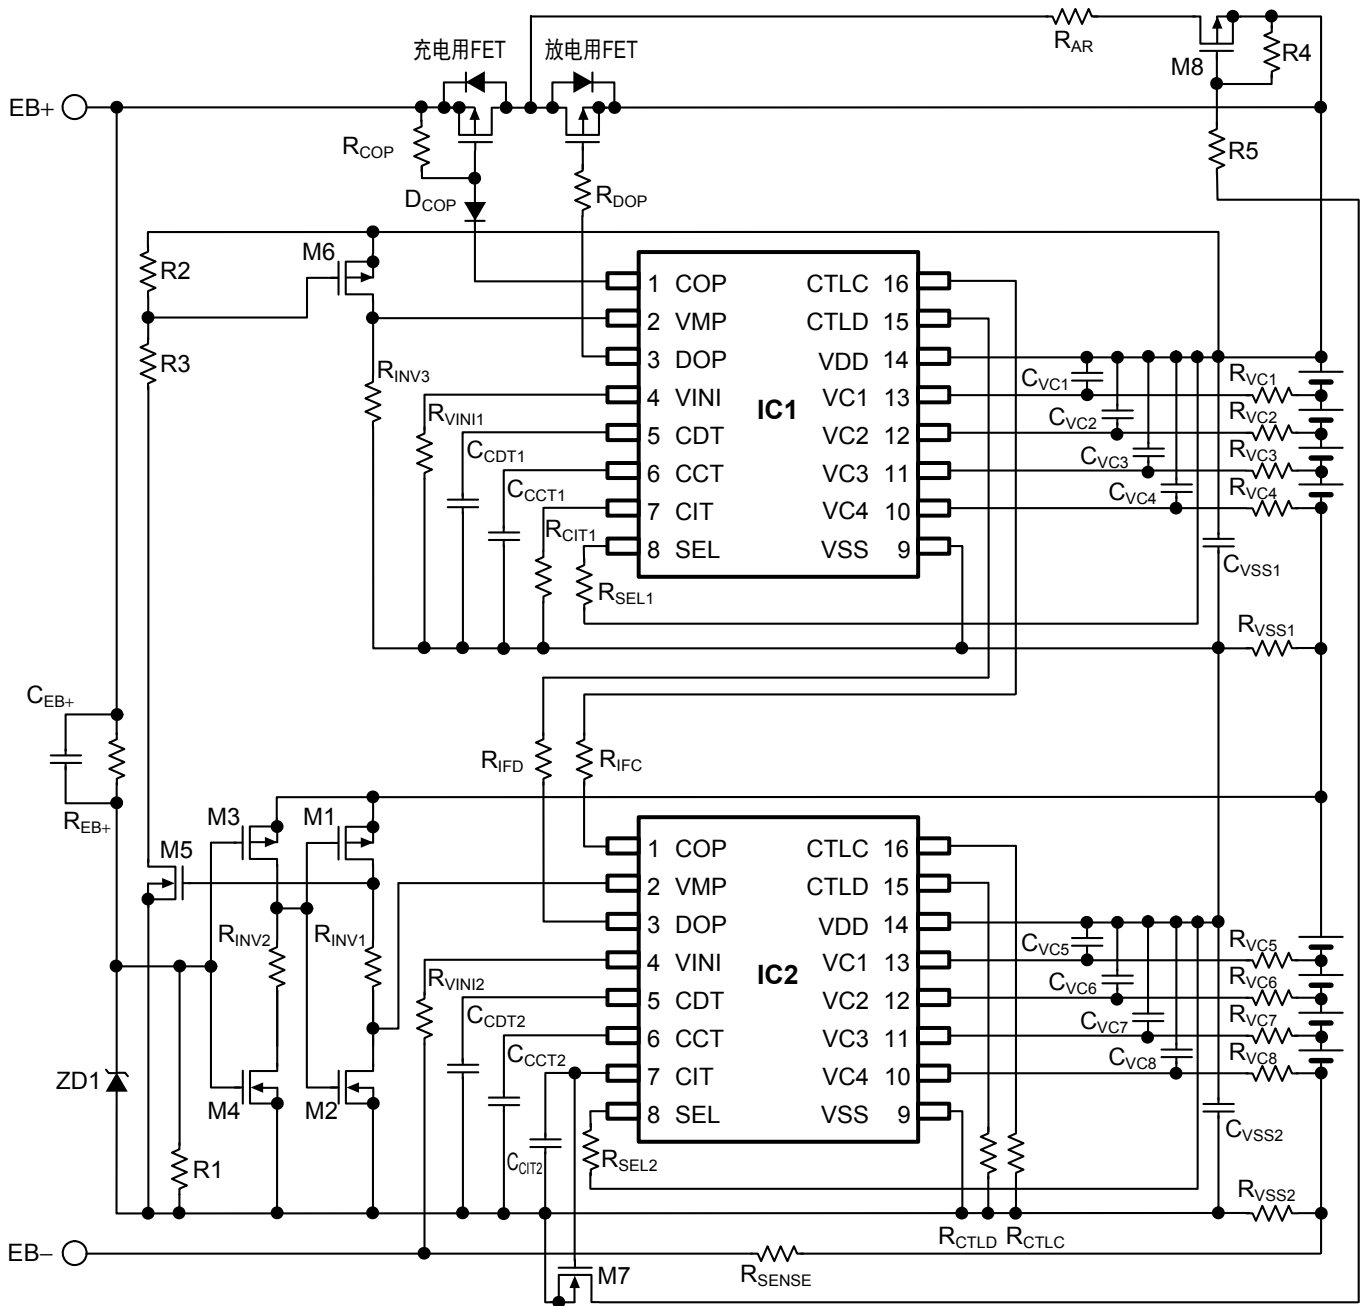 充电用FET
放电用FET
RAR
M8
R4
EB+
RCOP
R5
DCOP
RDOP
R2
M6
R3
RINV3
RVINI1
CCDT1
CCCT1
RCIT1
RSEL1
1 COP
2 VMP
3 DOP
4 VINI
5 CDT
6 CCT
7 CIT
8 SEL
IC1
CTLC 16
CTLD 15
VDD 14
VC1 13
VC2 12
VC3 11
VC4 10
VSS 9
CVC1
CVC2
CVC3
CVC4
RVC1
RVC2
RVC3
RVC4
CVSS1
RVSS1
CEB+
REB+
RIFD
RIFC
M3
M1
M5
RINV2
RINV1
RVINI2
CCDT2
CCCT2
CCIT2
RSEL2
1 COP
2 VMP
3 DOP
4 VINI
5 CDT
6 CCT
7 CIT
8 SEL
IC2
CTLC 16
CTLD 15
VDD 14
VC1 13
VC2 12
VC3 11
VC4 10
VSS 9
CVC5
CVC6
CVC7
CVC8
RVC5
RVC6
RVC7
RVC8
CVSS2
RVSS2
ZD1
M4
M2
R1
RCTLD
RCTLC
EB−
RSENSE
M7